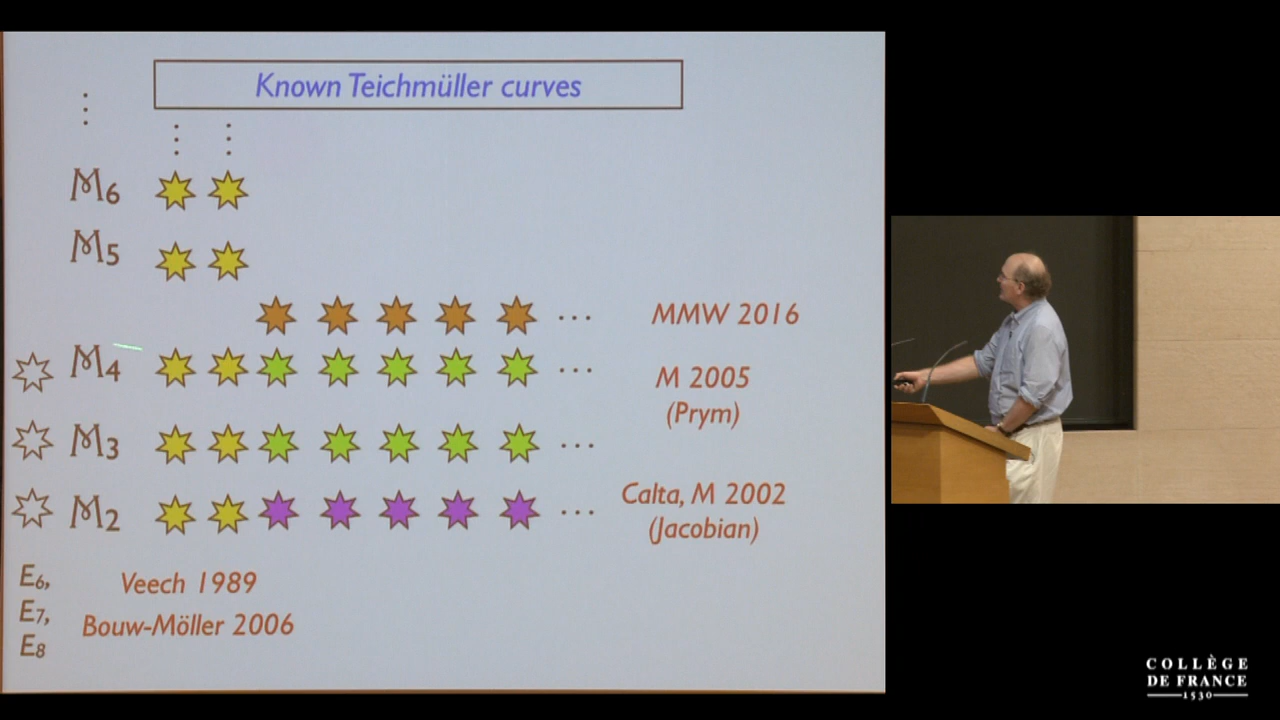 Known Teichmüller curves
M6
M5
MMW 2016
M4
M 2005
(Prym)
M3
M2
Calta, M 2002
(Jacobian)
E6,
E7,
E8
Veech 1989
Bouw-Möller 2006
COLLÈGE
DE FRANCE
1530